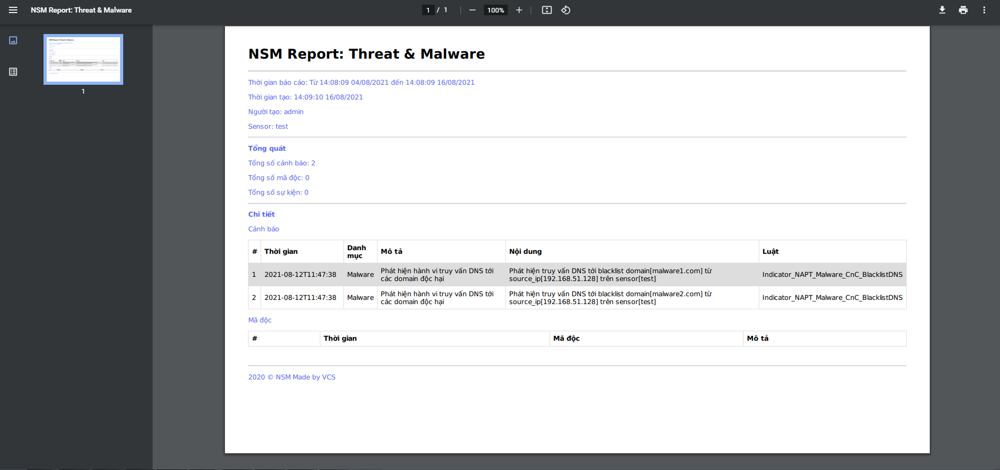 NSM Report: Threat & Malware
1 / 1
100%
1
NSM Report: Threat & Malware
Thời gian báo cáo: Từ 14:08:09 04/08/2021 đến 14:08:09 16/08/2021
Thời gian tạo: 14:09:10 16/08/2021
Người tạo: admin
Sensor: test
Tổng quát
Tổng số cảnh báo: 2
Tổng số mã độc: 0
Tổng số sự kiện: 0
Chi tiết
Cảnh báo
# Thời gian Danh mục Mô tả Nội dung Luật
1 2021-08-12T11:47:38 Malware Phát hiện hành vi truy vấn DNS tới các domain độc hại Phát hiện truy vấn DNS tới blacklist domain[malware1.com] từ source_ip[192.168.51.128] trên sensor[test] Indicator_NAPT_Malware_CnC_BlacklistDNS
2 2021-08-12T11:47:38 Malware Phát hiện hành vi truy vấn DNS tới các domain độc hại Phát hiện truy vấn DNS tới blacklist domain[malware2.com] từ source_ip[192.168.51.128] trên sensor[test] Indicator_NAPT_Malware_CnC_BlacklistDNS
Mã độc
# Thời gian Mã độc Mô tả
2020 © NSM Made by VCS